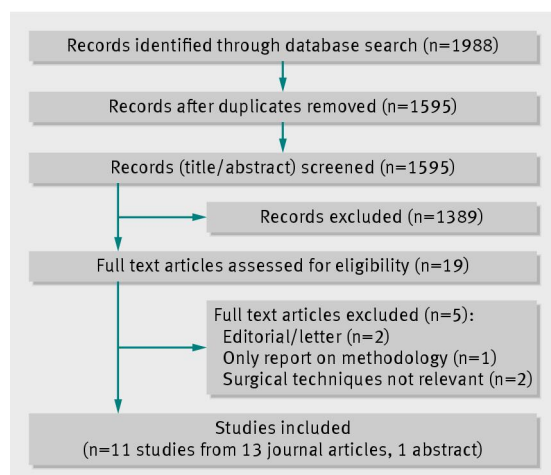 Records identified through database search (n=1988)
Records after duplicates removed (n=1595)
Records (title/abstract) screened (n=1595)
Records excluded (n=1389)
Full text articles assessed for eligibility (n=19)
Full text articles excluded (n=5):
Editorial/letter (n=2)
Only report on methodology (n=1)
Surgical techniques not relevant (n=2)
Studies included
(n=11 studies from 13 journal articles, 1 abstract)